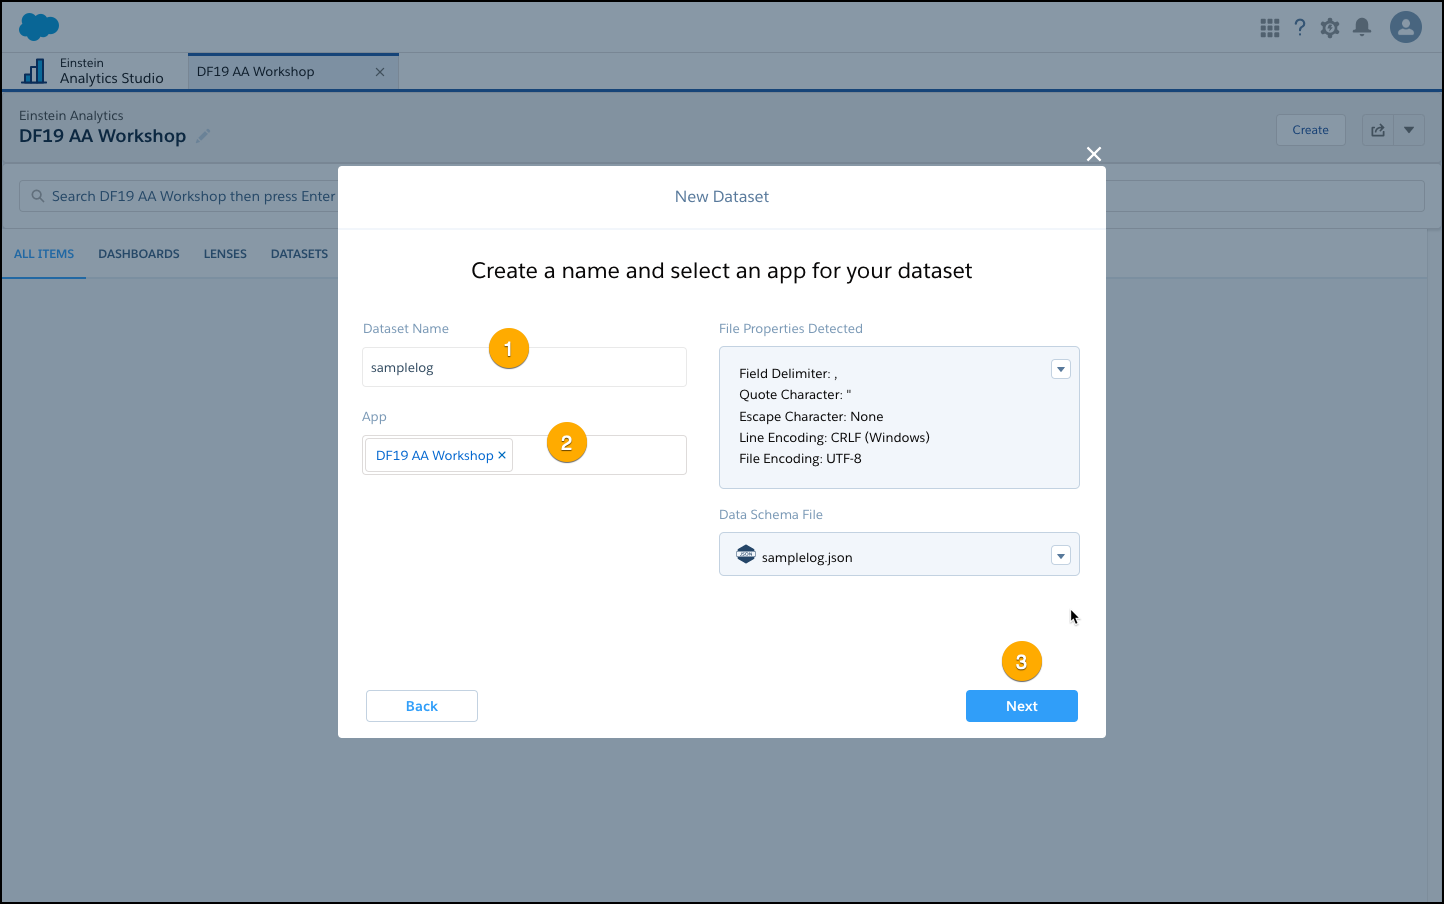 Einstein
Analytics Studio
DF19 AA Workshop
Einstein Analytics
DF19 AA Workshop
Create
Search DF19 AA Workshop then press Enter
ALL ITEMS DASHBOARDS LENSES DATASETS
New Dataset
Create a name and select an app for your dataset
Dataset Name
1
samplelog
App
2
DF19 AA Workshop ×
File Properties Detected
Field Delimiter: ,
Quote Character: "
Escape Character: None
Line Encoding: CRLF (Windows)
File Encoding: UTF-8
Data Schema File
JSON
samplelog.json
3
Back
Next